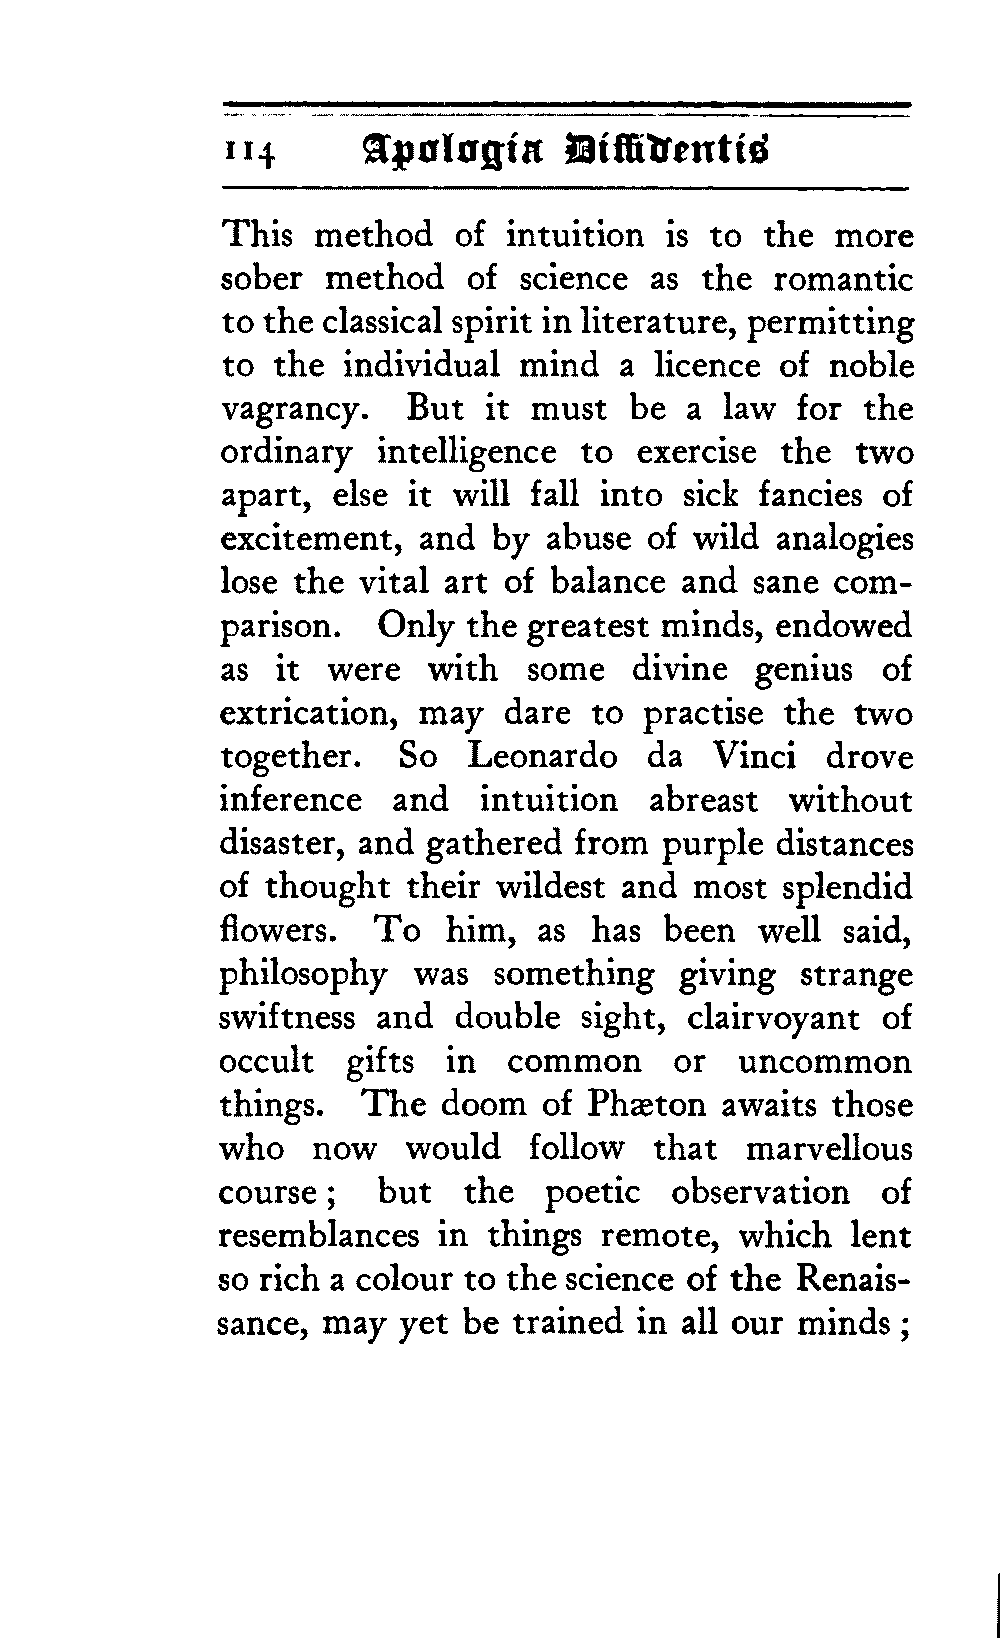 114 Apologia Diffidentis
This method of intuition is to the more
sober method of science as the romantic
to the classical spirit in literature, permitting
to the individual mind a licence of noble
vagrancy. But it must be a law for the
ordinary intelligence to exercise the two
apart, else it will fall into sick fancies of
excitement, and by abuse of wild analogies
lose the vital art of balance and sane com-
parison. Only the greatest minds, endowed
as it were with some divine genius of
extrication, may dare to practise the two
together. So Leonardo da Vinci drove
inference and intuition abreast without
disaster, and gathered from purple distances
of thought their wildest and most splendid
flowers. To him, as has been well said,
philosophy was something giving strange
swiftness and double sight, clairvoyant of
occult gifts in common or uncommon
things. The doom of Phæton awaits those
who now would follow that marvellous
course ; but the poetic observation of
resemblances in things remote, which lent
so rich a colour to the science of the Renais-
sance, may yet be trained in all our minds ;